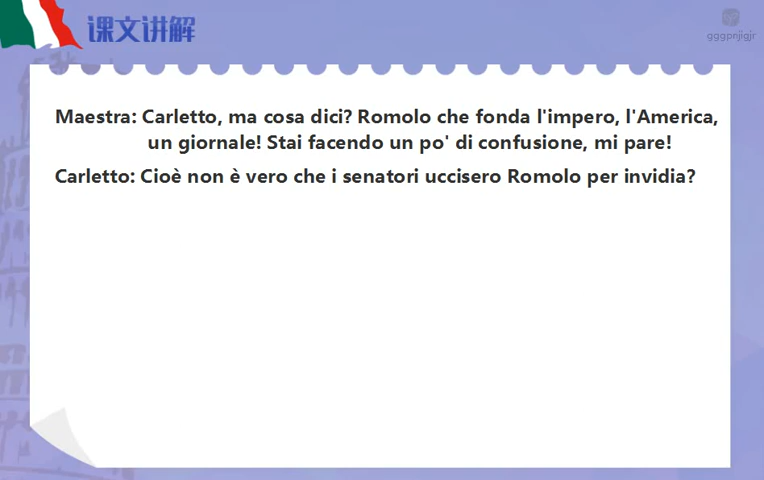 课文讲解
gggpnjigjr
Maestra: Carletto, ma cosa dici? Romolo che fonda l'impero, l'America,
un giornale! Stai facendo un po' di confusione, mi pare!
Carletto: Cioè non è vero che i senatori uccisero Romolo per invidia?